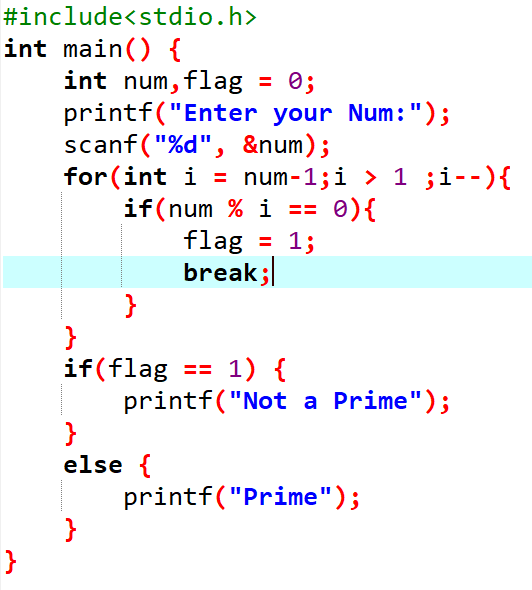 #include<stdio.h>
int main() {
    int num,flag = 0;
    printf("Enter your Num:");
    scanf("%d", &num);
    for(int i = num-1;i > 1 ;i--){
        if(num % i == 0){
            flag = 1;
            break;
        }
    }
    if(flag == 1) {
        printf("Not a Prime");
    }
    else {
        printf("Prime");
    }
}